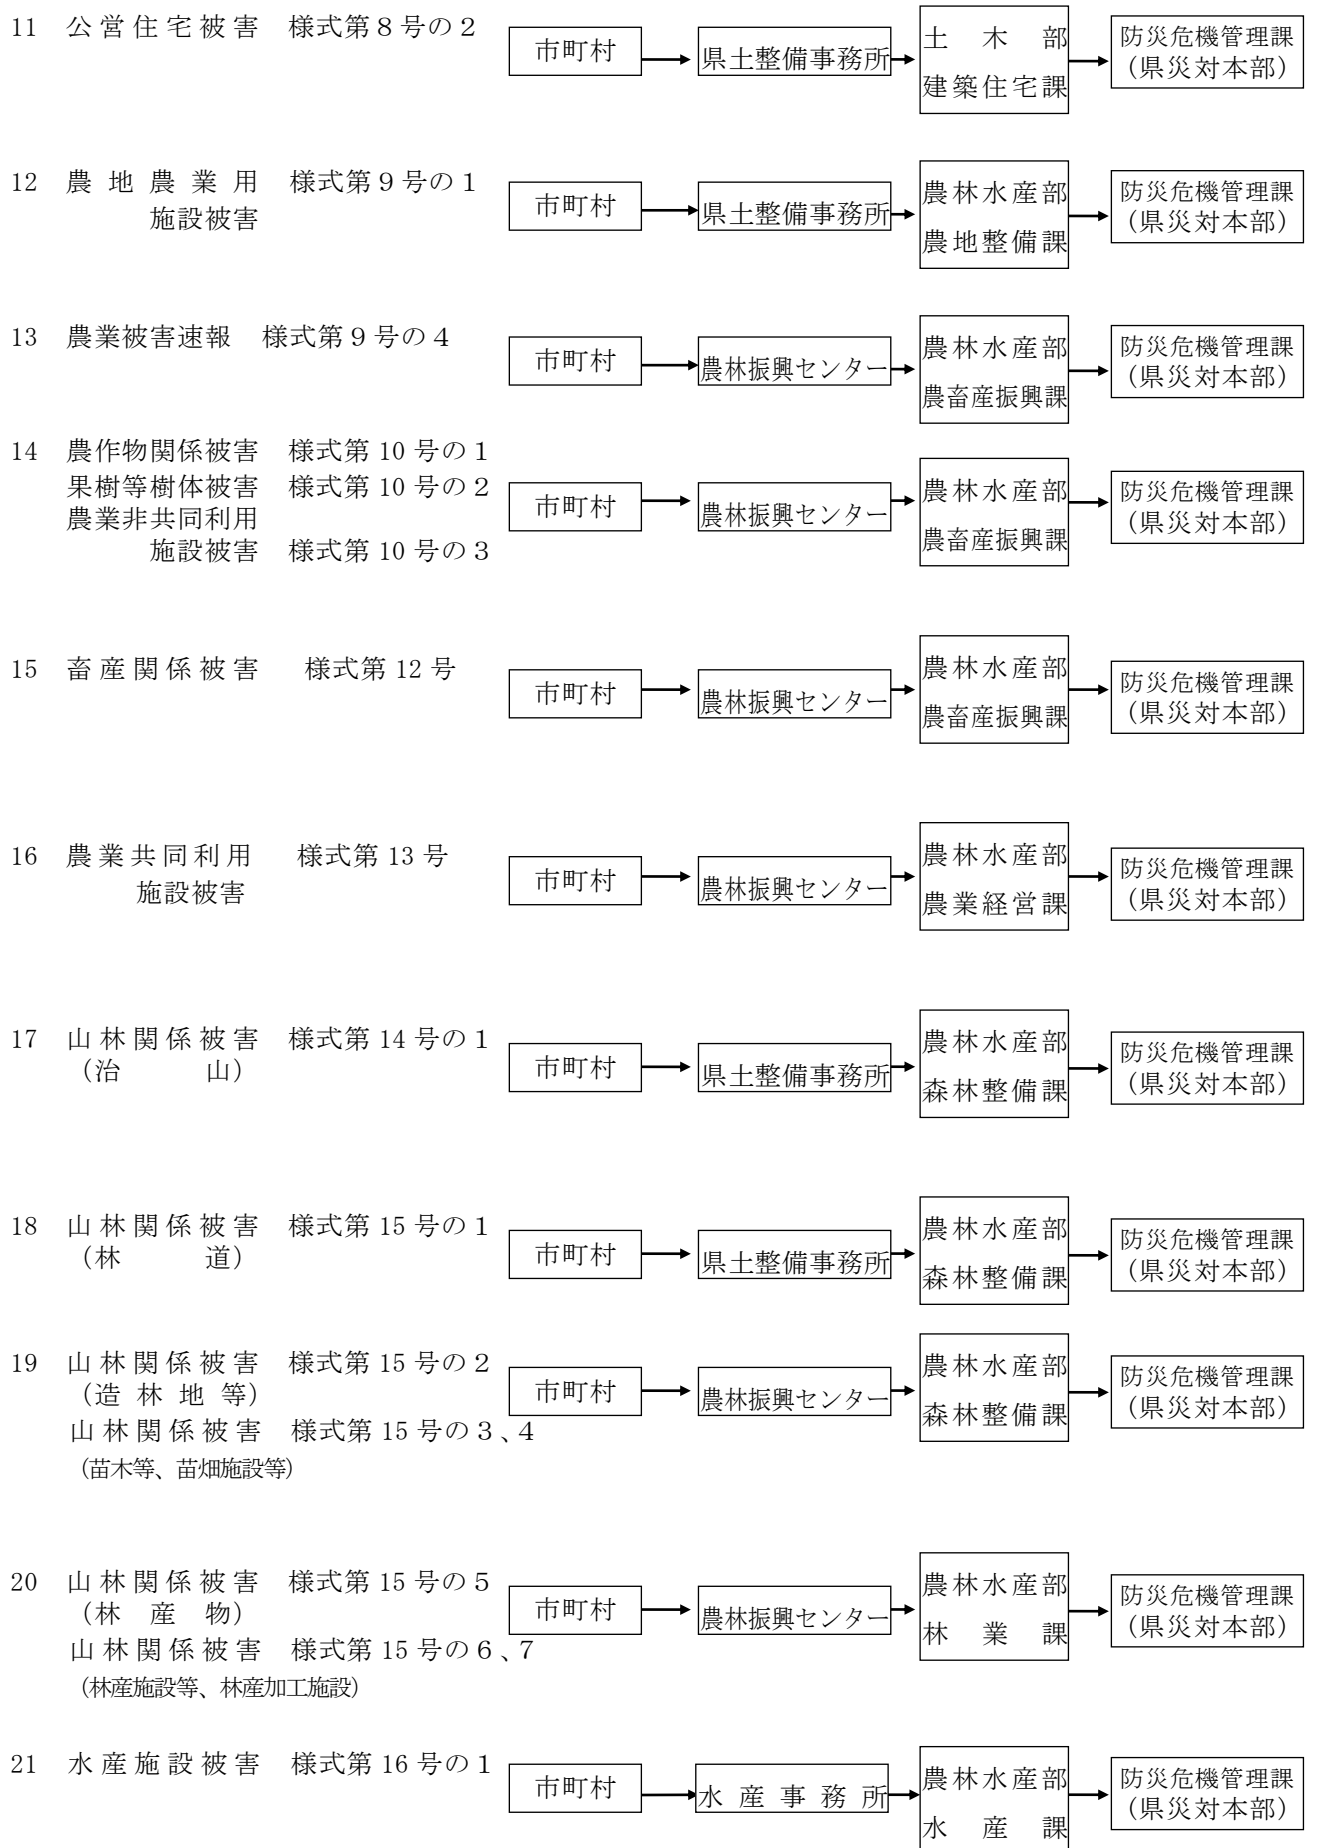 11 公営住宅被害 様式第８号の２
市町村 県土整備事務所 土木部 建築住宅課 防災危機管理課 （県災対本部）
12 農地農業用 様式第９号の１
施設被害
市町村 県土整備事務所 農林水産部 農地整備課 防災危機管理課 （県災対本部）
13 農業被害速報 様式第９号の４
市町村 農林振興センター 農林水産部 農畜産振興課 防災危機管理課 （県災対本部）
14 農作物関係被害 様式第 10 号の１
果樹等樹体被害 様式第 10 号の２
農業非共同利用
施設被害 様式第 10 号の３
市町村 農林振興センター 農林水産部 農畜産振興課 防災危機管理課 （県災対本部）
15 畜産関係被害 様式第 12 号
市町村 農林振興センター 農林水産部 農畜産振興課 防災危機管理課 （県災対本部）
16 農業共同利用 様式第 13 号
施設被害
市町村 農林振興センター 農林水産部 農業経営課 防災危機管理課 （県災対本部）
17 山林関係被害 様式第 14 号の１
（治山）
市町村 県土整備事務所 農林水産部 森林整備課 防災危機管理課 （県災対本部）
18 山林関係被害 様式第 15 号の１
（林道）
市町村 県土整備事務所 農林水産部 森林整備課 防災危機管理課 （県災対本部）
19 山林関係被害 様式第 15 号の２
（造林地等）
山林関係被害 様式第 15 号の３、４
（苗木等、苗畑施設等）
市町村 農林振興センター 農林水産部 森林整備課 防災危機管理課 （県災対本部）
20 山林関係被害 様式第 15 号の５
（林産物）
山林関係被害 様式第 15 号の６、７
（林産施設等、林産加工施設）
市町村 農林振興センター 農林水産部 林業課 防災危機管理課 （県災対本部）
21 水産施設被害 様式第 16 号の１
市町村 水産事務所 農林水産部 水産課 防災危機管理課 （県災対本部）